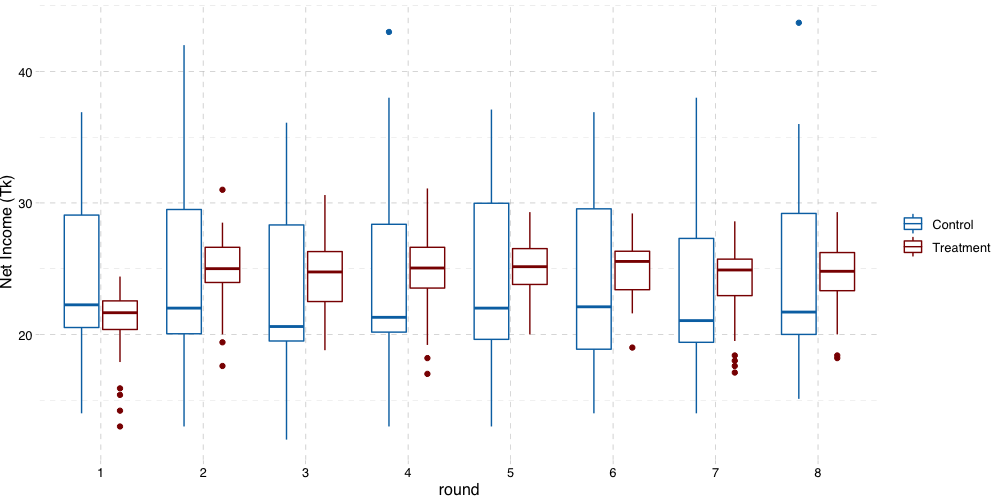 Net Income (Tk)
40
30
20
1 2 3 4 5 6 7 8
round
Control
Treatment